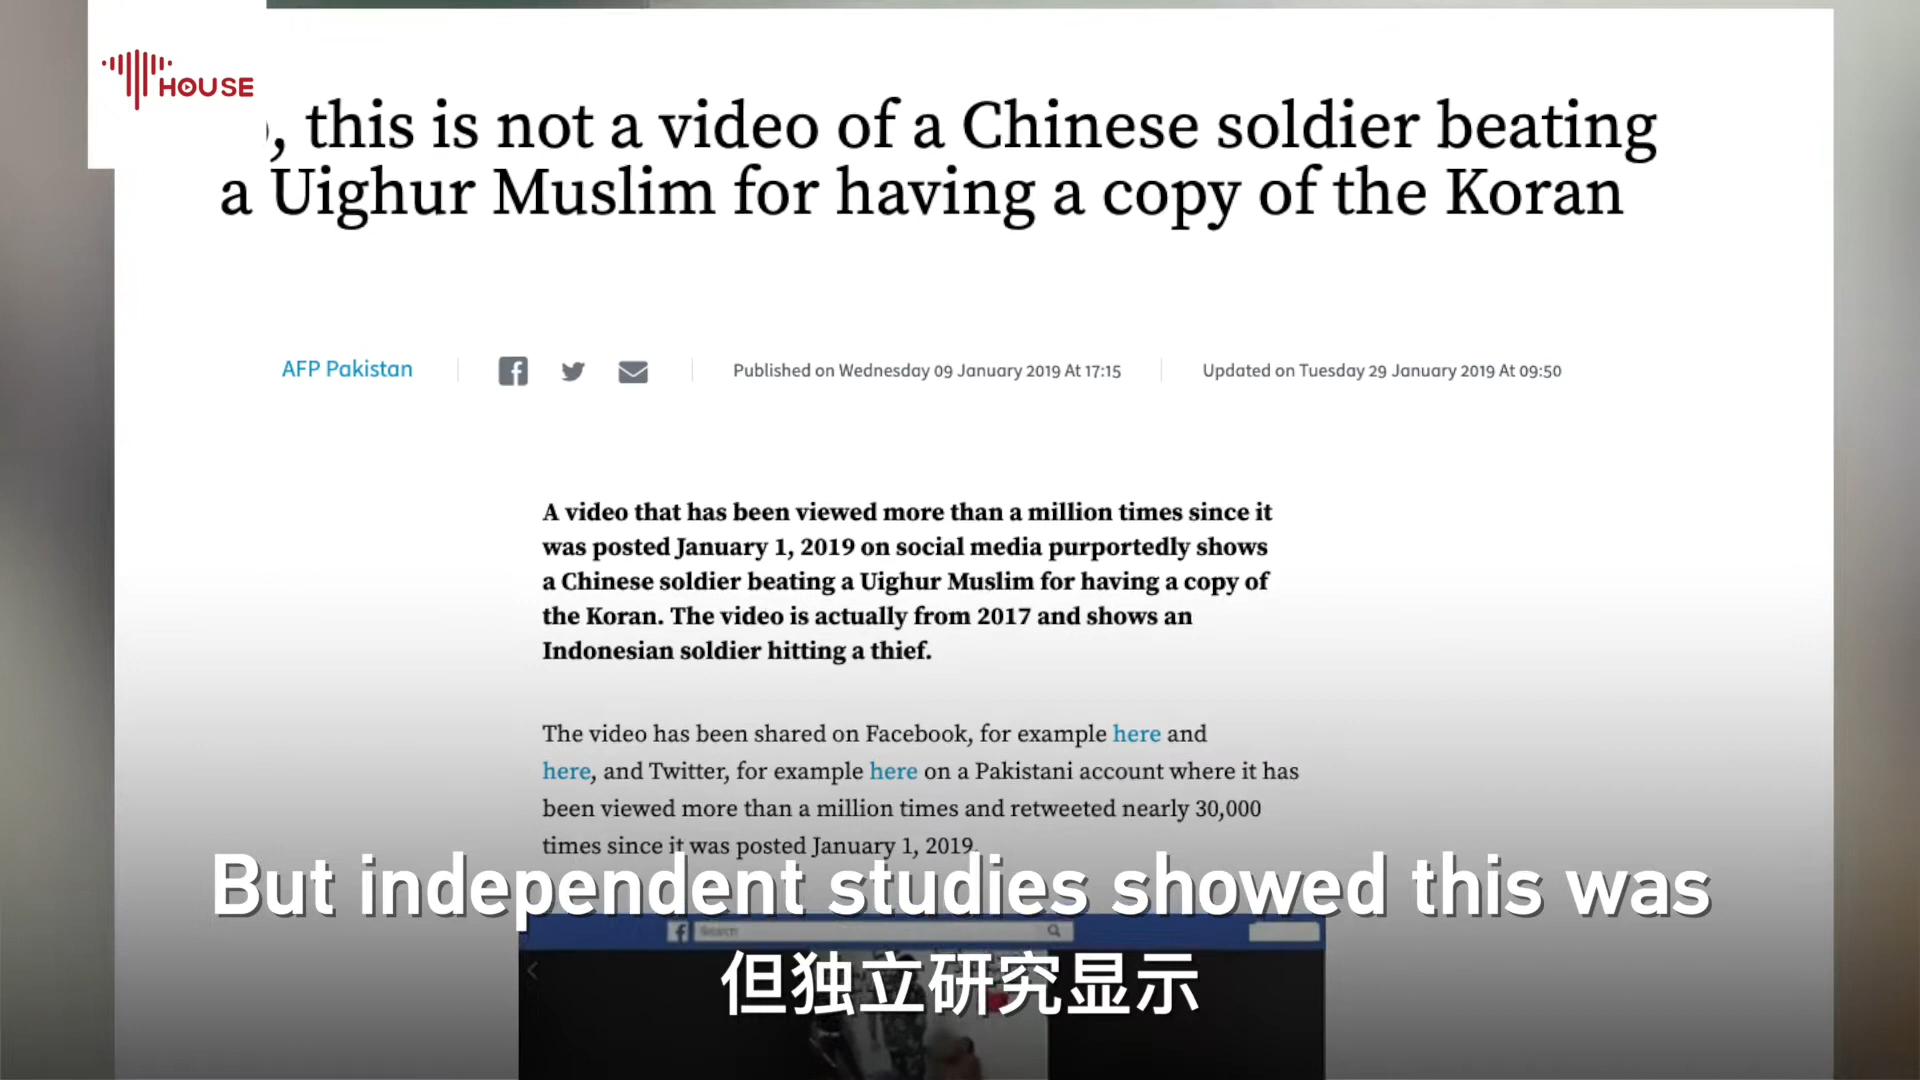 HOUSE
, this is not a video of a Chinese soldier beating
a Uighur Muslim for having a copy of the Koran
AFP Pakistan
Published on Wednesday 09 January 2019 At 17:15
Updated on Tuesday 29 January 2019 At 09:50
A video that has been viewed more than a million times since it
was posted January 1, 2019 on social media purportedly shows
a Chinese soldier beating a Uighur Muslim for having a copy of
the Koran. The video is actually from 2017 and shows an
Indonesian soldier hitting a thief.
The video has been shared on Facebook, for example here and
here, and Twitter, for example here on a Pakistani account where it has
been viewed more than a million times and retweeted nearly 30,000
times since it was posted January 1, 2019.
But independent studies showed this was
Search
但独立研究显示